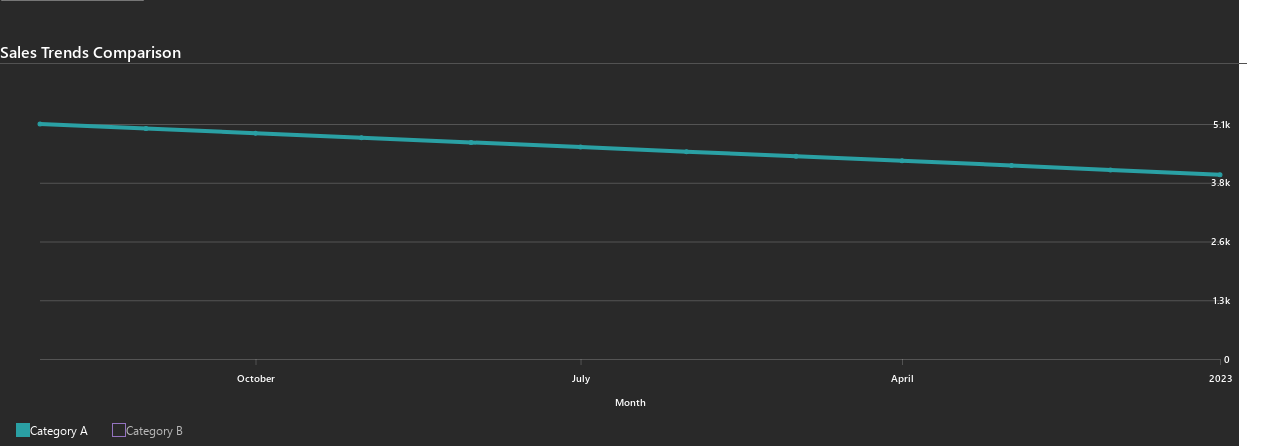 Sales Trends Comparison
5.1k
3.8k
2.6k
1.3k
0
October July April 2023
Month
Category A Category B